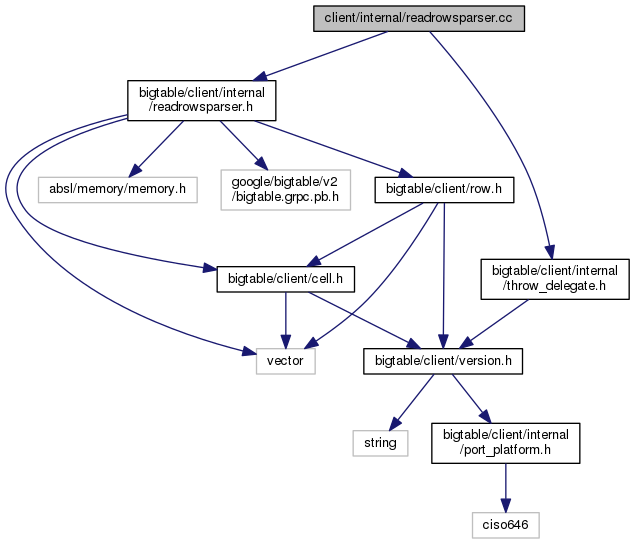 client/internal/readrowsparser.cc
bigtable/client/internal
/readrowsparser.h
absl/memory/memory.h
google/bigtable/v2
/bigtable.grpc.pb.h
bigtable/client/row.h
bigtable/client/cell.h
bigtable/client/internal
/throw_delegate.h
vector
bigtable/client/version.h
string
bigtable/client/internal
/port_platform.h
ciso646